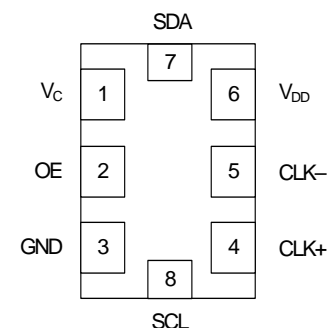 SDA
7
V_C 1 6 V_DD
OE 2 5 CLK–
GND 3 4 CLK+
8
SCL